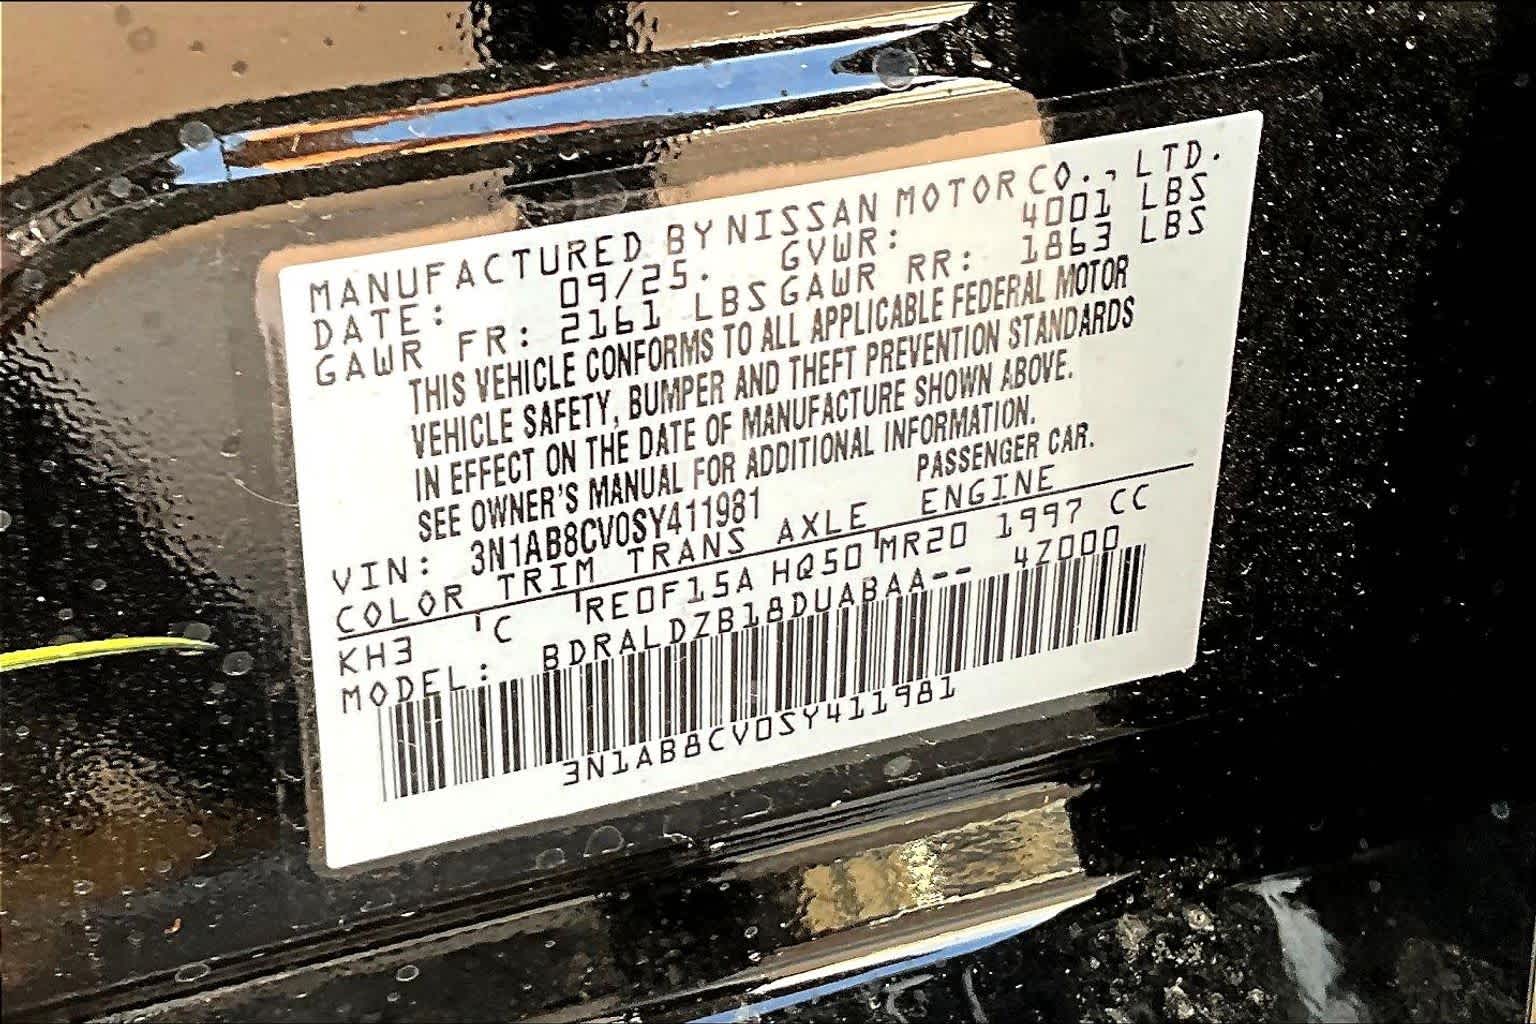 MANUFACTURED BY NISSAN MOTOR CO., LTD.
DATE: 09/25. GVWR: 4001 LBS
GAWR FR: 2161 LBS GAWR RR: 1863 LBS
THIS VEHICLE CONFORMS TO ALL APPLICABLE FEDERAL MOTOR
VEHICLE SAFETY, BUMPER AND THEFT PREVENTION STANDARDS
IN EFFECT ON THE DATE OF MANUFACTURE SHOWN ABOVE.
SEE OWNER'S MANUAL FOR ADDITIONAL INFORMATION.
VIN: 3N1AB8CV0SY411981 PASSENGER CAR.
COLOR TRIM TRANS AXLE ENGINE
KH3 C RE0F15A HQ50 MR20 1997 CC
MODEL: BDRALDZB18DUABAA-- 4Z000
3N1AB8CV0SY411981